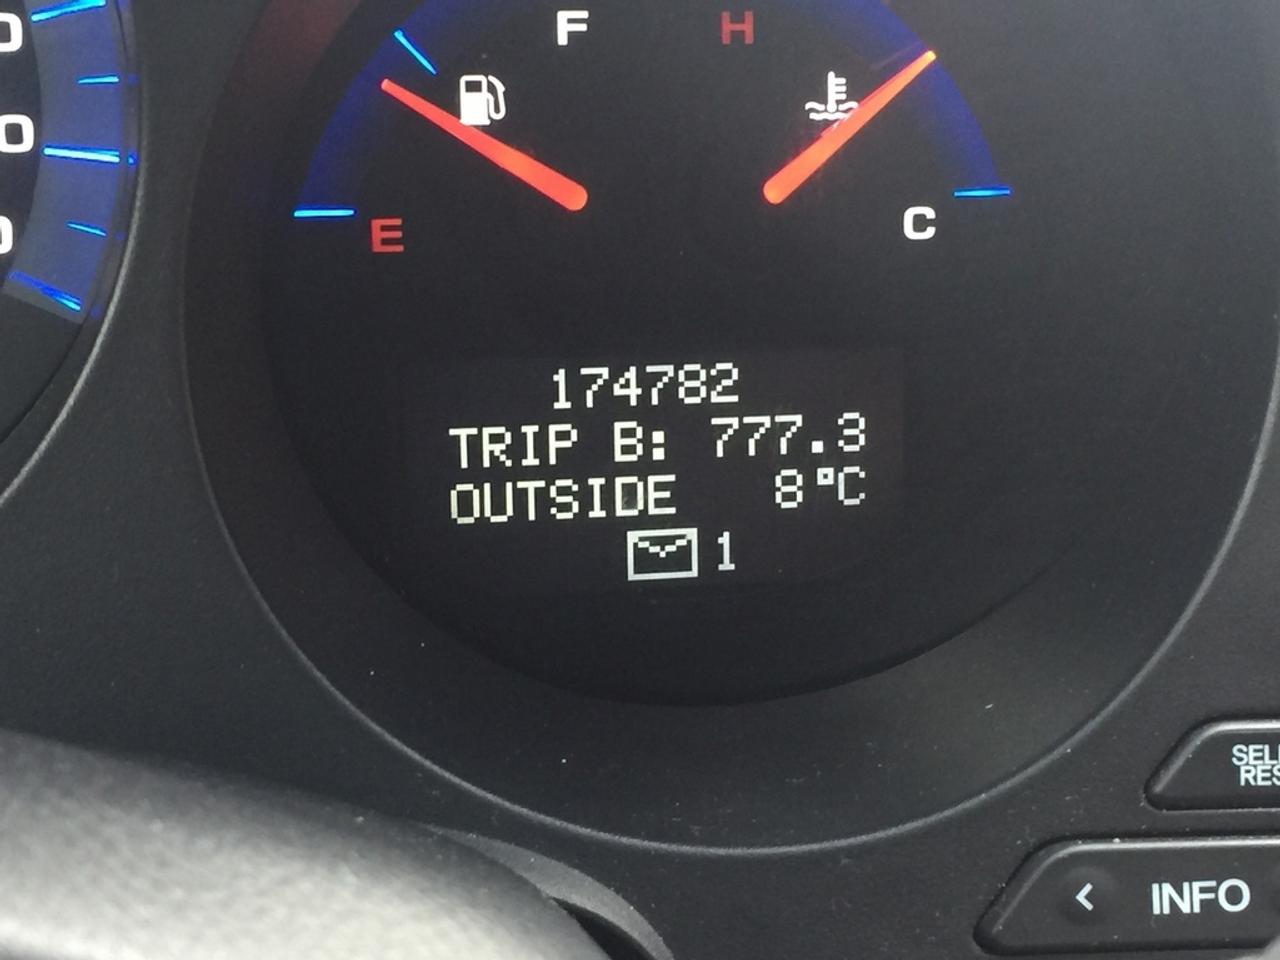 F H
E C
174782
TRIP B: 777.3
OUTSIDE 8°C
1
< INFO